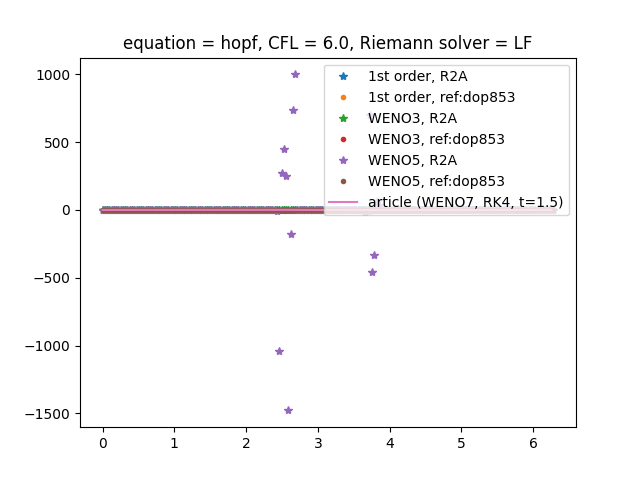 equation = hopf, CFL = 6.0, Riemann solver = LF
1st order, R2A
1st order, ref:dop853
WENO3, R2A
WENO3, ref:dop853
WENO5, R2A
WENO5, ref:dop853
article (WENO7, RK4, t=1.5)
1000
500
0
−500
−1000
−1500
0 1 2 3 4 5 6